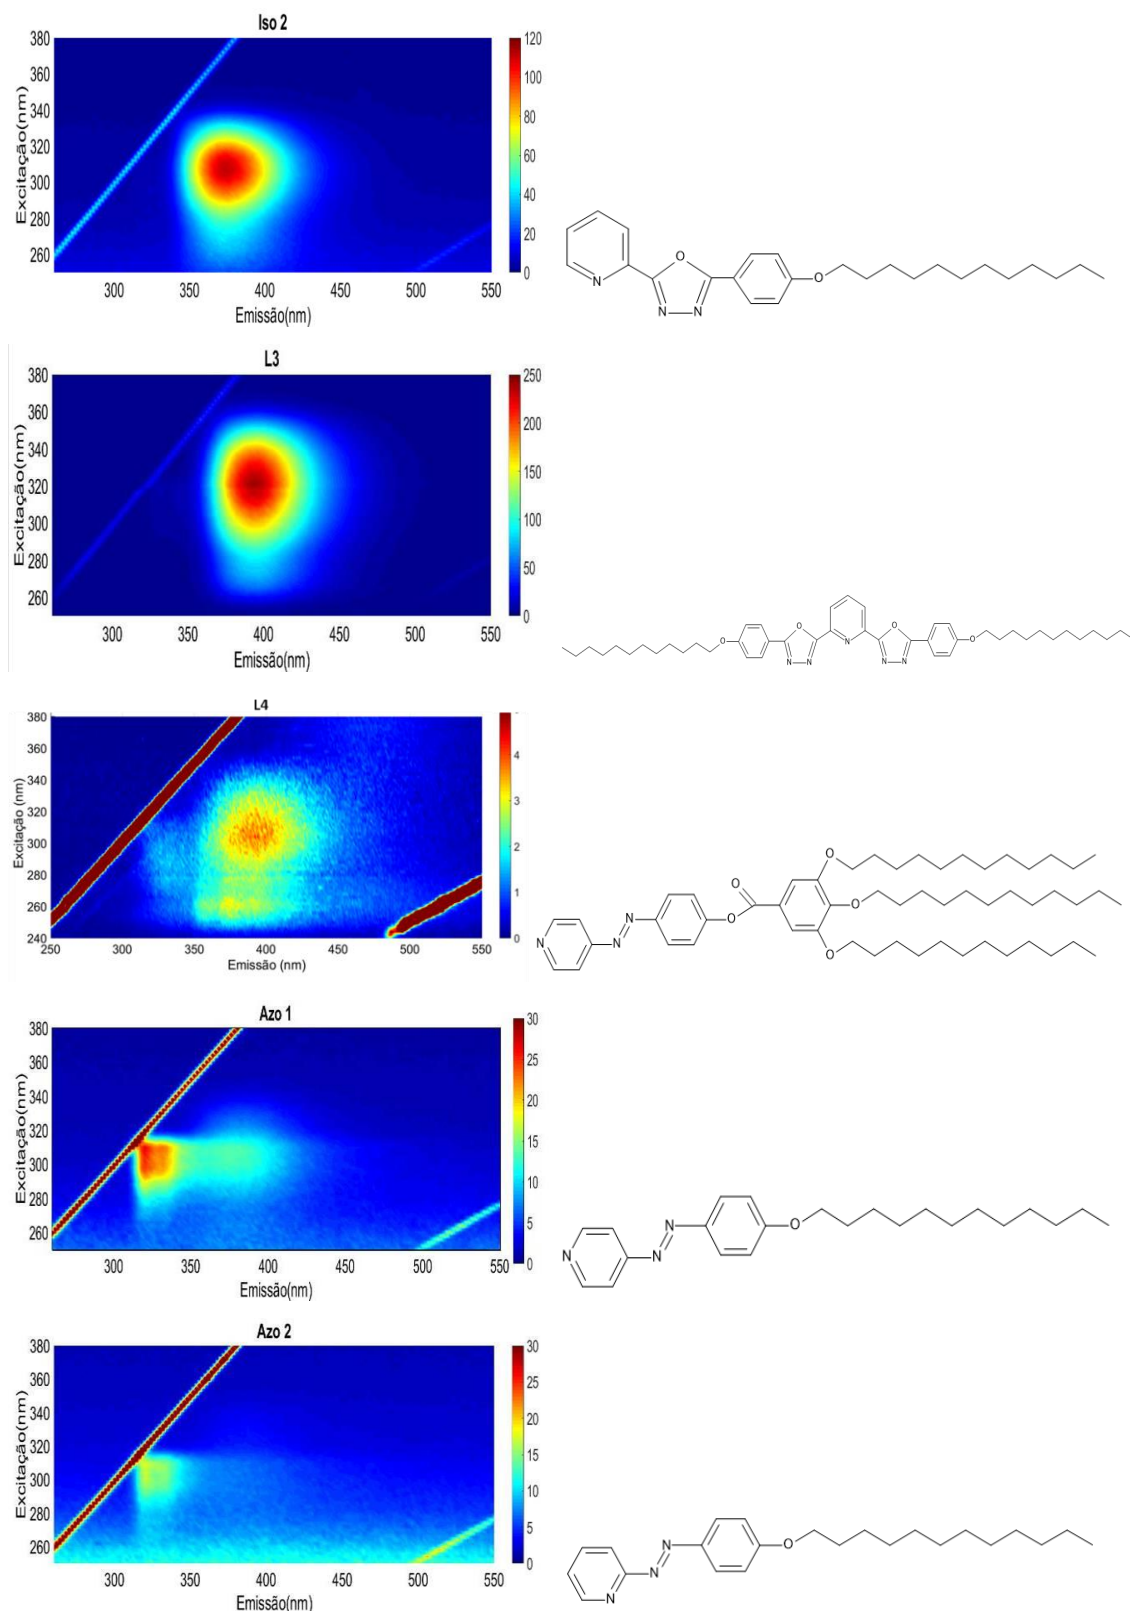 Iso 2
380
360
340
320
300
280
260
Excitação(nm)
300 350 400 450 500 550
Emissão(nm)
120
100
80
60
40
20
0
N
O
N N
O
L3
380
360
340
320
300
280
260
Excitação(nm)
300 350 400 450 500 550
Emissão(nm)
250
200
150
100
50
0
O
O
N N
N
O
N N
O
L4
380
360
340
320
300
280
260
240
Excitação (nm)
250 300 350 400 450 500 550
Emissão (nm)
4
3
2
1
0
N
N
N
O
O
O
O
O
Azo 1
380
360
340
320
300
280
260
Excitação(nm)
300 350 400 450 500 550
Emissão(nm)
30
25
20
15
10
5
0
N
N
N
O
Azo 2
380
360
340
320
300
280
260
Excitação(nm)
300 350 400 450 500 550
Emissão(nm)
30
25
20
15
10
5
0
N
N
N
O